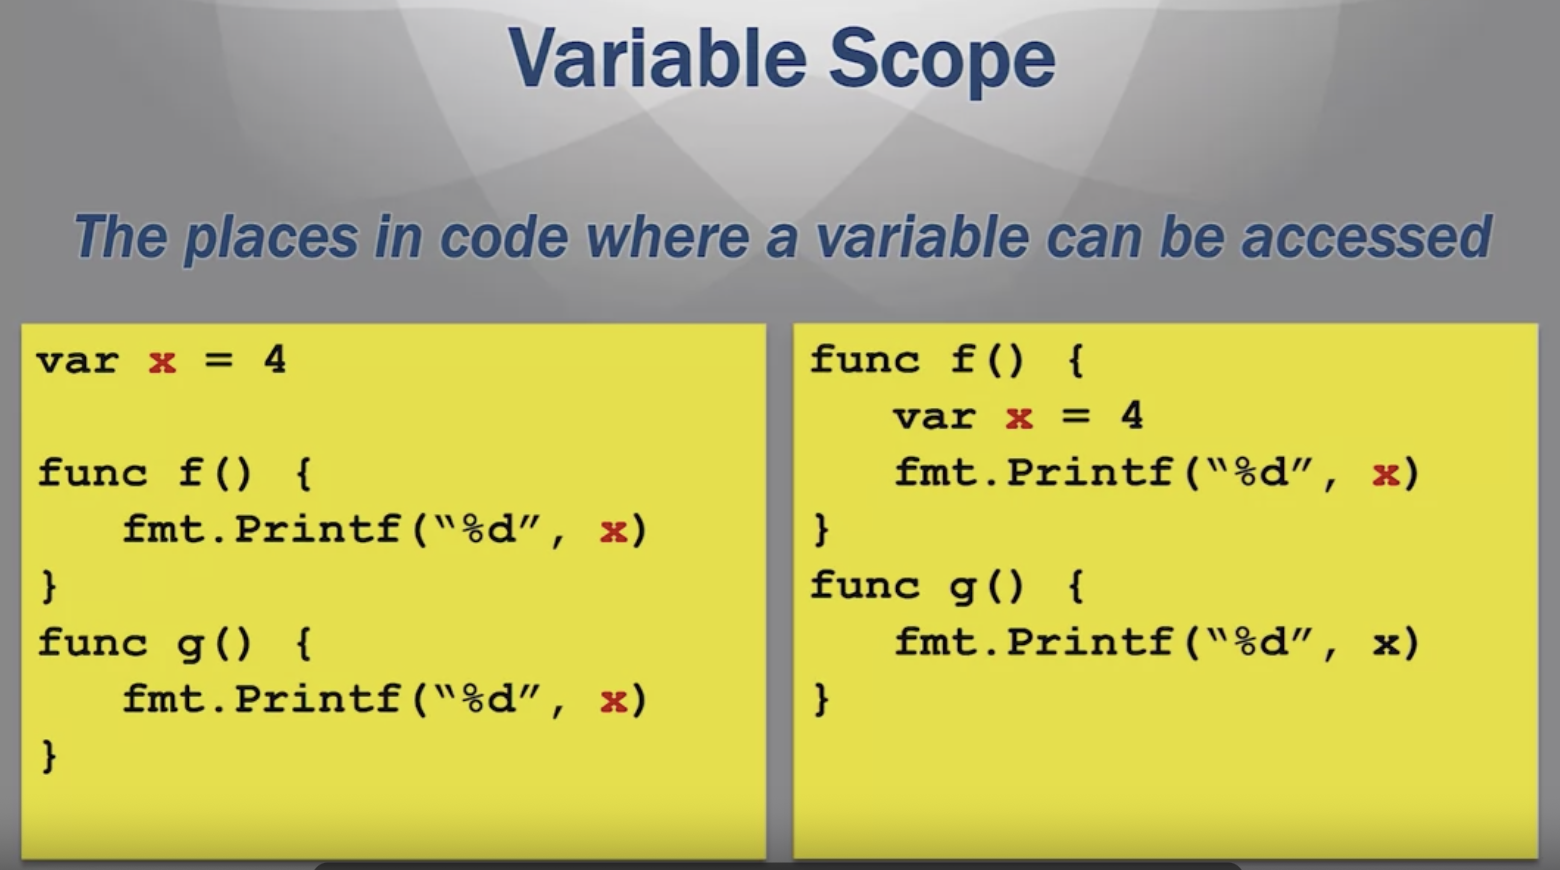 Variable Scope
The places in code where a variable can be accessed
var x = 4
func f() {
fmt.Printf(“%d”, x)
}
func g() {
fmt.Printf(“%d”, x)
}
func f() {
var x = 4
fmt.Printf(“%d”, x)
}
func g() {
fmt.Printf(“%d”, x)
}